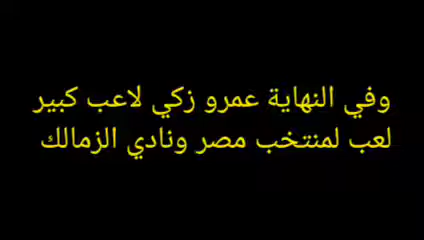 وفي النهاية عمرو زكي لاعب كبير
لعب لمنتخب مصر ونادي الزمالك